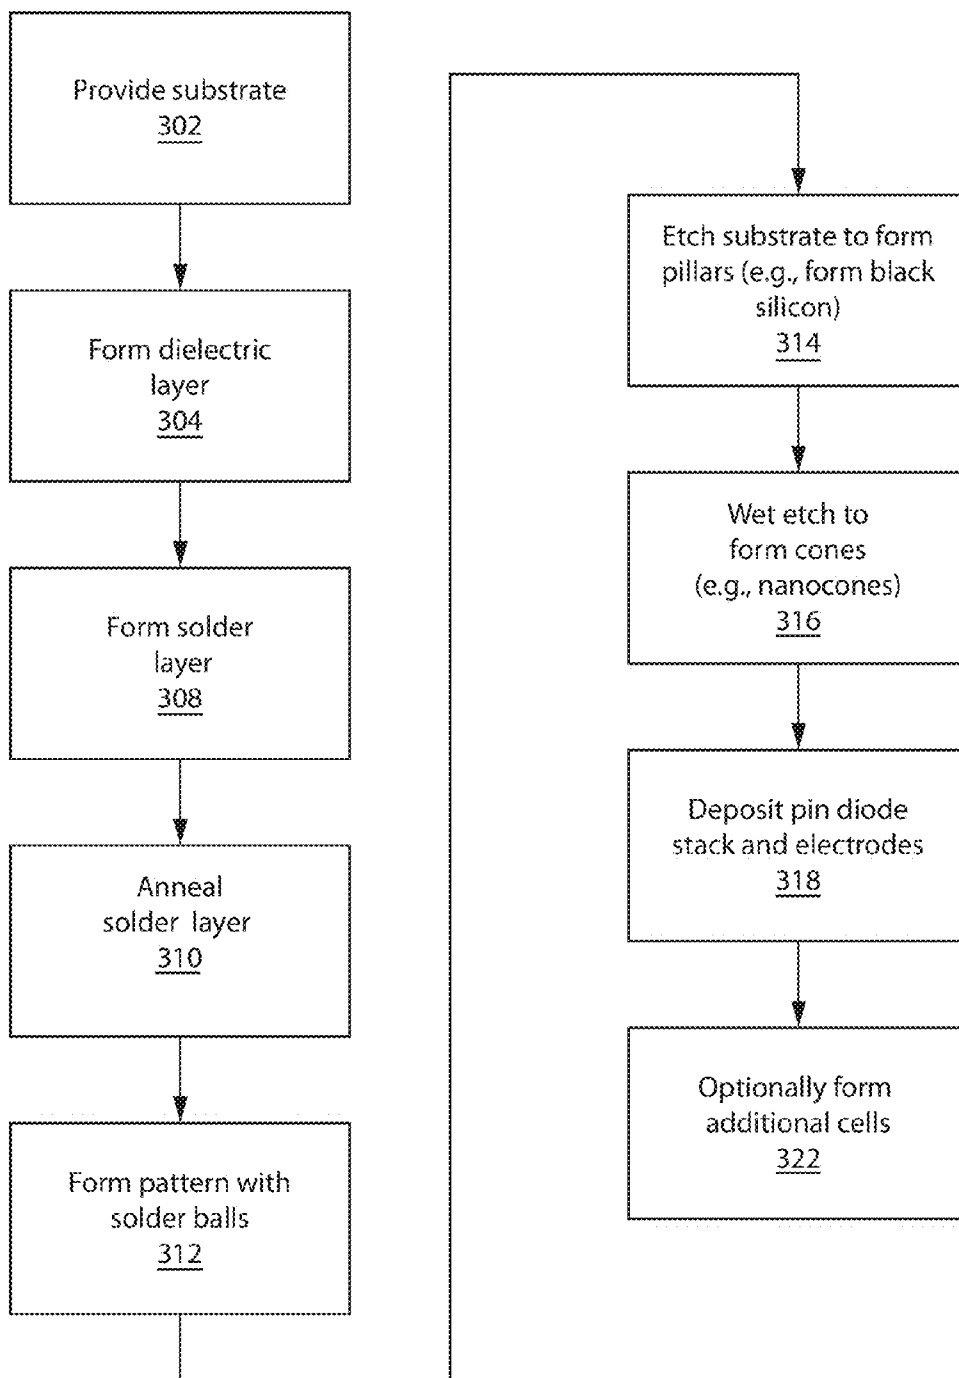 Provide substrate
302
Form dielectric
layer
304
Form solder
layer
308
Anneal
solder layer
310
Form pattern with
solder balls
312
Etch substrate to form
pillars (e.g., form black
silicon)
314
Wet etch to
form cones
(e.g., nanocones)
316
Deposit pin diode
stack and electrodes
318
Optionally form
additional cells
322